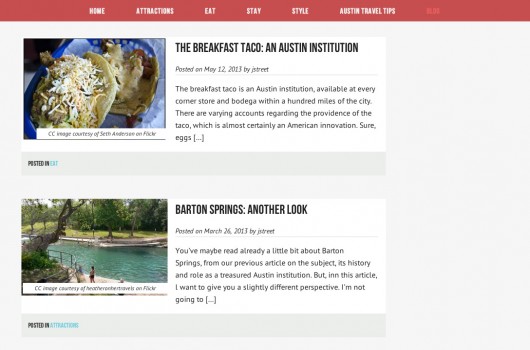 HOME ATTRACTIONS EAT STAY STYLE AUSTIN TRAVEL TIPS BLOG
THE BREAKFAST TACO: AN AUSTIN INSTITUTION
Posted on May 12, 2013 by jstreet
The breakfast taco is an Austin institution, available at every
corner store and bodega within a hundred miles of the city.
There are varying accounts regarding the providence of the
taco, which is almost certainly an American innovation. Sure,
eggs [...]
CC image courtesy of Seth Anderson on Flickr
POSTED IN EAT
BARTON SPRINGS: ANOTHER LOOK
Posted on March 26, 2013 by jstreet
You've maybe read already a little bit about Barton
Springs, from our previous article on the subject, its history
and role as a treasured Austin institution. But, inn this article,
I want to give you a slightly different perspective. I'm not
going to [...]
CC image courtesy of heatheronhertravels on Flickr
POSTED IN ATTRACTIONS